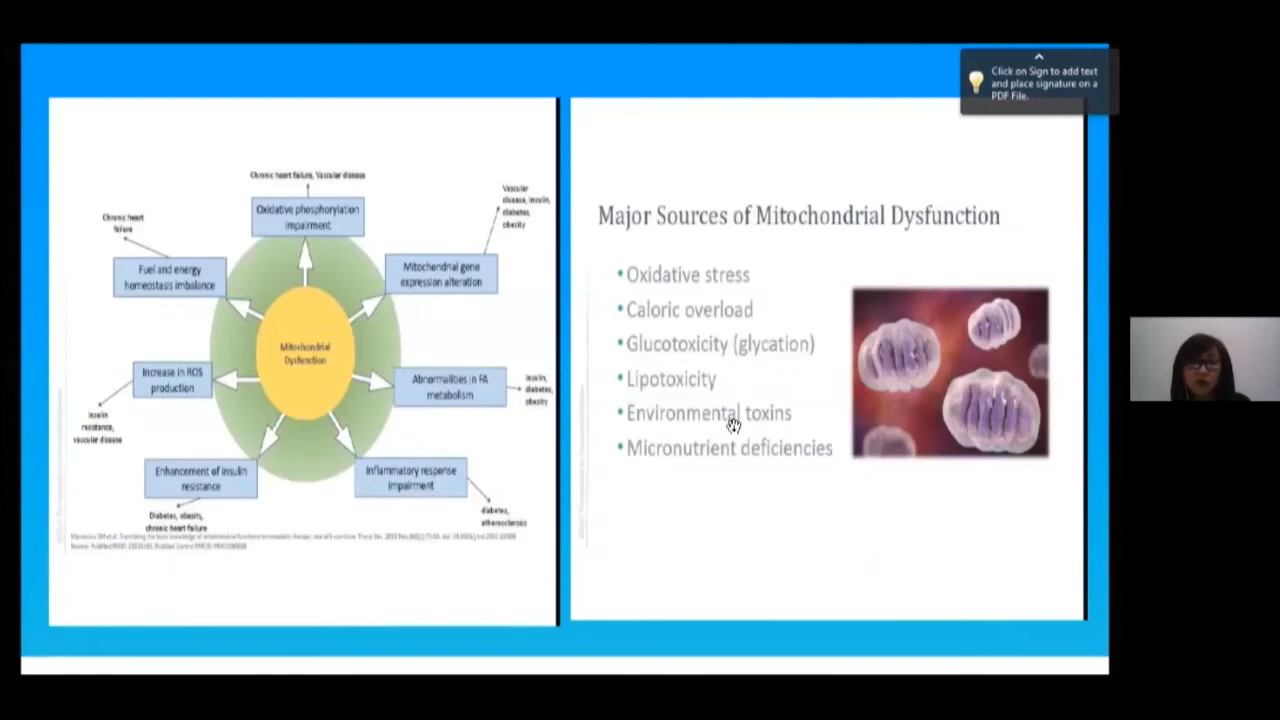 Click on Sign to add text
and place signature on a
PDF File.
Chronic heart failure, Vascular disease
Oxidative phosphorylation
impairment
Vascular
disease, insulin,
diabetes,
obesity
Chronic heart
failure
Fuel and energy
homeostasis imbalance
Mitochondrial gene
expression alteration
Mitochondrial
Dysfunction
Increase in ROS
production
Abnormalities in FA
metabolism
Insulin,
diabetes,
obesity
Insulin
resistance,
vascular disease
Enhancement of insulin
resistance
Inflammatory response
impairment
Diabetes, obesity,
chronic heart failure
diabetes,
atherosclerosis
Major Sources of Mitochondrial Dysfunction
•Oxidative stress
•Caloric overload
•Glucotoxicity (glycation)
•Lipotoxicity
•Environmental toxins
•Micronutrient deficiencies